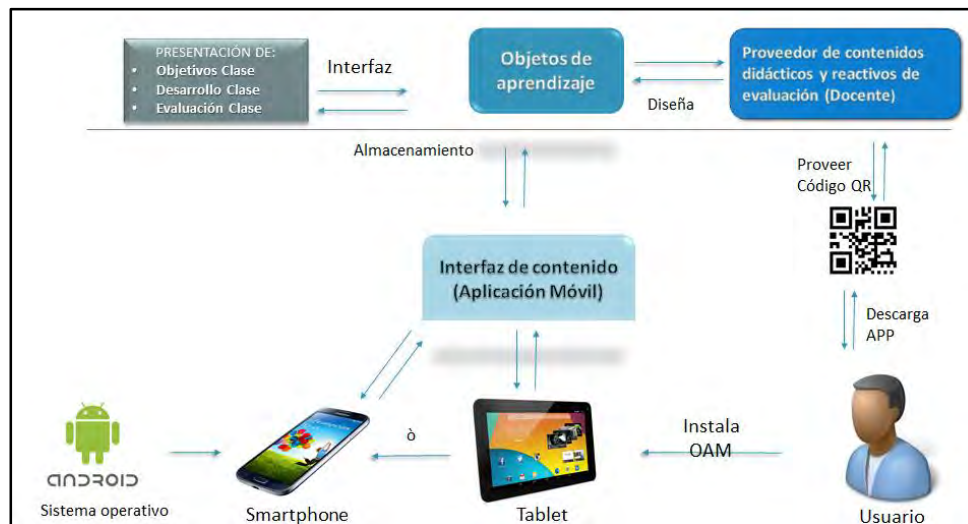 PRESENTACIÓN DE:
• Objetivos Clase
• Desarrollo Clase
• Evaluación Clase
Interfaz
Objetos de
aprendizaje
Diseña
Proveedor de contenidos
didácticos y reactivos de
evaluación (Docente)
Almacenamiento
Proveer
Código QR
Interfaz de contenido
(Aplicación Móvil)
Descarga
APP
ANDROID
Sistema operativo
Smartphone
ò
Tablet
Instala
OAM
Usuario